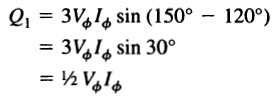 Q₁ = 3V_ϕI_ϕ sin (150° − 120°)
= 3V_ϕI_ϕ sin 30°
= ½ V_ϕI_ϕ